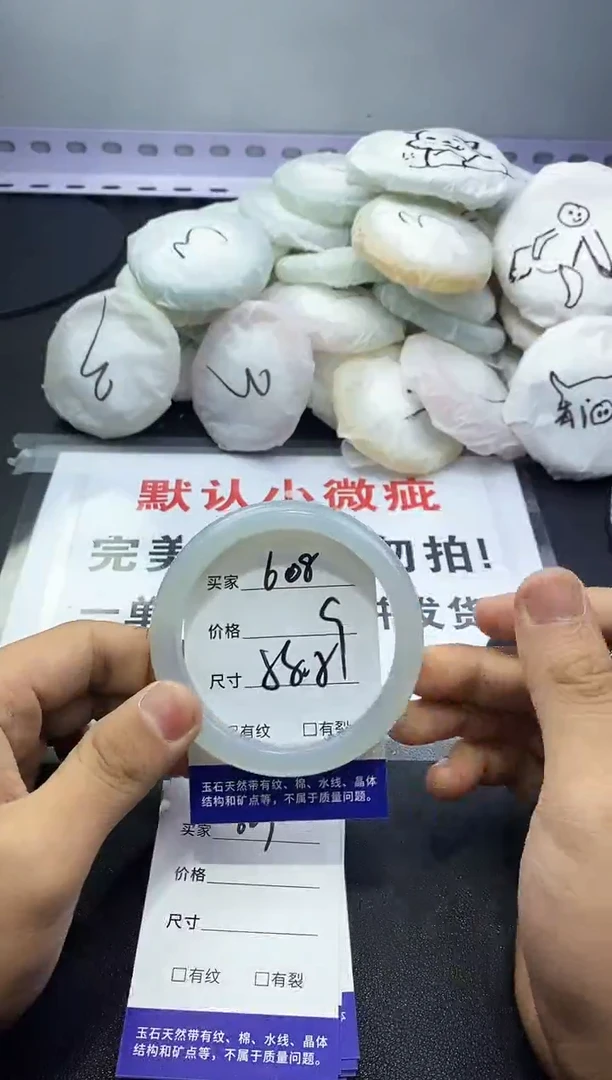 默认小微疵
完美 切拍!
一单 发货
买家 608
价格
尺寸
有纹 □有裂
玉石天然带有纹、棉、水线、晶体
结构和矿点等，不属于质量问题。
买家
价格
尺寸
□有纹 □有裂
玉石天然带有纹、棉、水线、晶体
结构和矿点等，不属于质量问题。